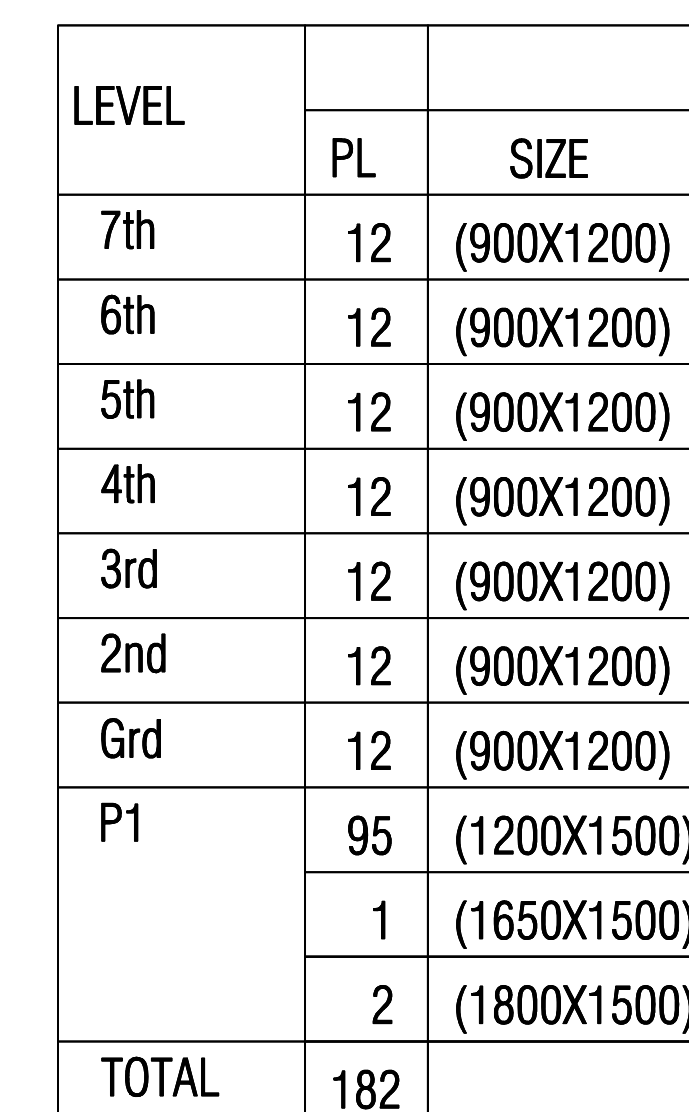 LEVEL
PL SIZE
7th 12 (900X1200)
6th 12 (900X1200)
5th 12 (900X1200)
4th 12 (900X1200)
3rd 12 (900X1200)
2nd 12 (900X1200)
Grd 12 (900X1200)
P1 95 (1200X1500)
1 (1650X1500)
2 (1800X1500)
TOTAL 182